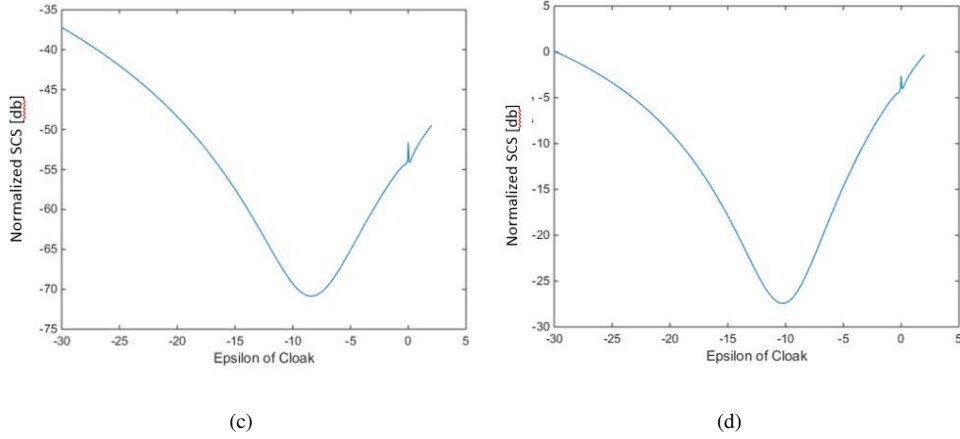 -35
-40
-45
-50
-55
-60
-65
-70
-75
-30 -25 -20 -15 -10 -5 0 5
Normalized SCS [db]
Epsilon of Cloak
(c)
5
0
-5
-10
-15
-20
-25
-30
-30 -25 -20 -15 -10 -5 0 5
Normalized SCS [db]
Epsilon of Cloak
(d)